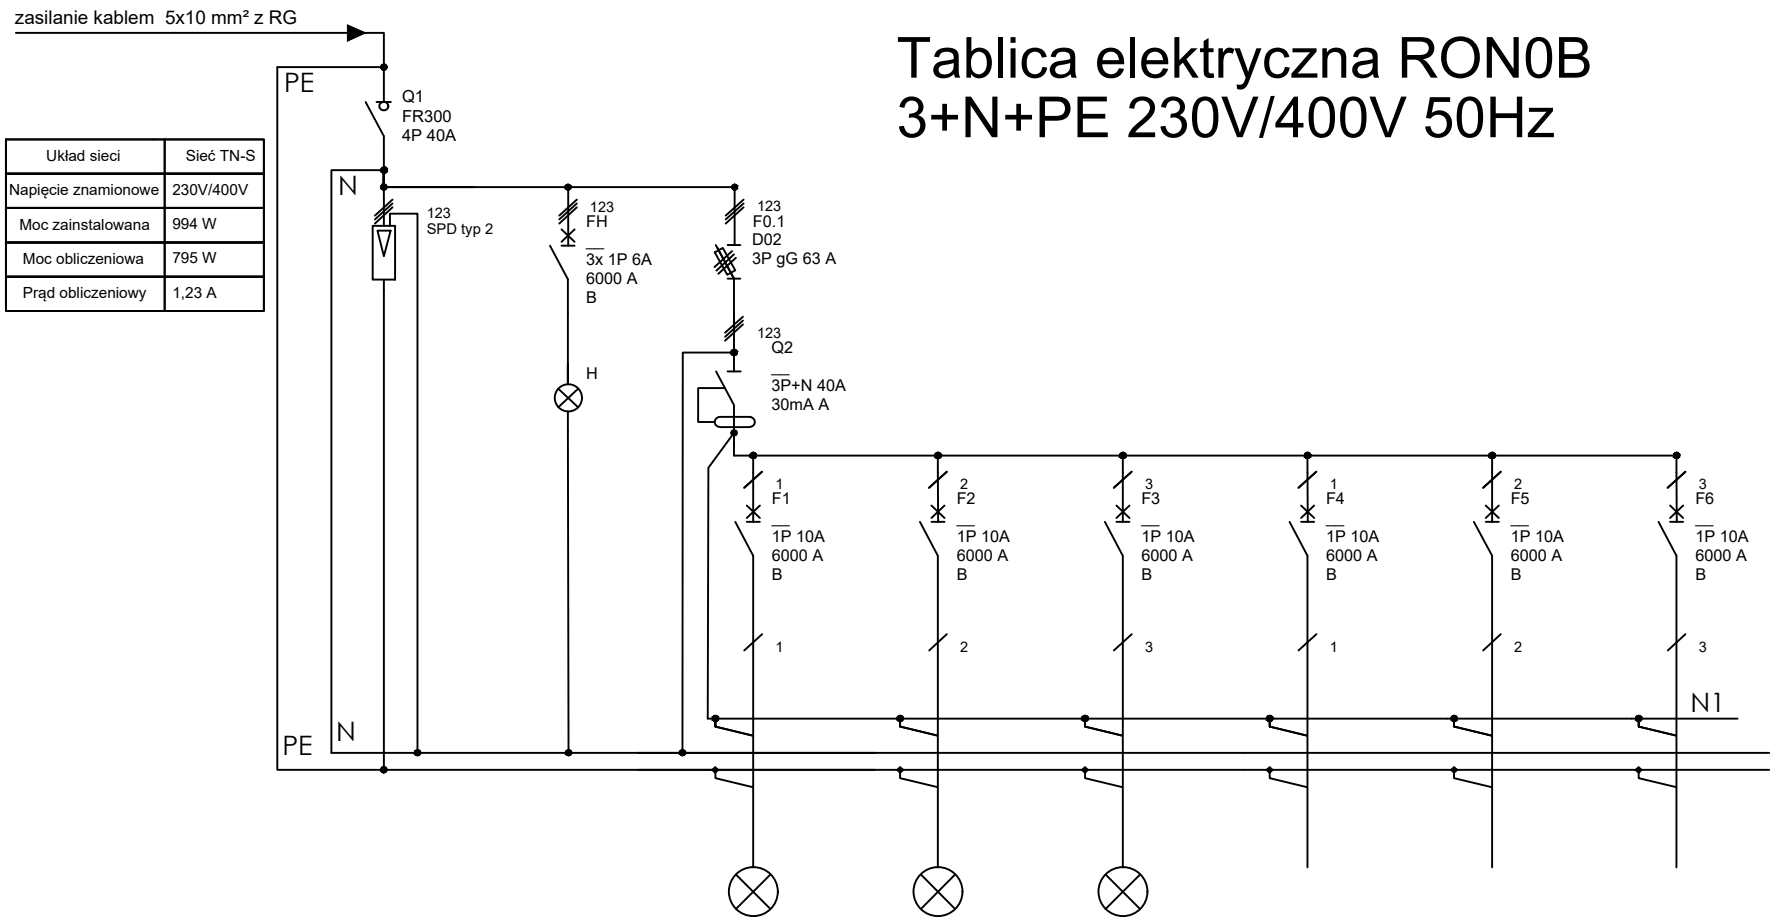 zasilanie kablem 5x10 mm² z RG
Tablica elektryczna RON0B
3+N+PE 230V/400V 50Hz
PE
Q1
FR300
4P 40A
Układ sieci Sieć TN-S
Napięcie znamionowe 230V/400V
Moc zainstalowana 994 W
Moc obliczeniowa 795 W
Prąd obliczeniowy 1,23 A
N
123
SPD typ 2
123
FH
3x 1P 6A
6000 A
B
H
123
F0.1
D02
3P gG 63 A
123
Q2
3P+N 40A
30mA A
1
F1
1P 10A
6000 A
B
1
2
F2
1P 10A
6000 A
B
2
3
F3
1P 10A
6000 A
B
3
1
F4
1P 10A
6000 A
B
1
2
F5
1P 10A
6000 A
B
2
3
F6
1P 10A
6000 A
B
3
N1
N
PE